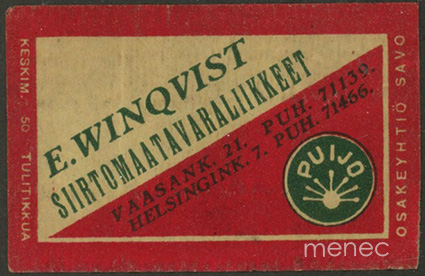 E. WINQVIST
SIIRTOMAATAVARALIIKKEET
VAASANK. 21. PUH. 71139.
HELSINGINK. 7. PUH. 71466.
PUIJO
KESKIM. 50 TULITIKKUA
OSAKEYHTIÖ SAVO
menec